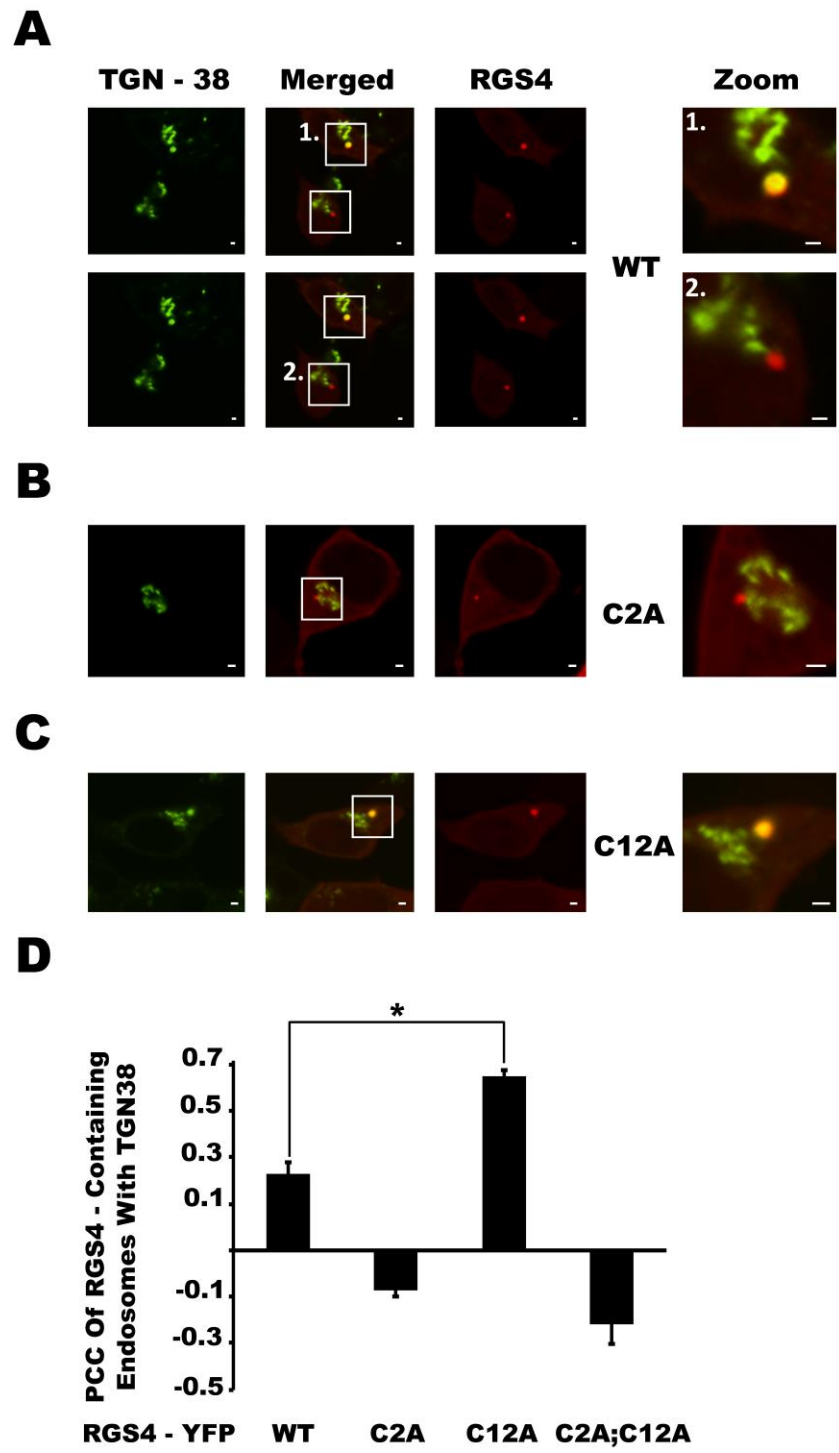 A
TGN - 38 Merged RGS4 Zoom
1. 1.
WT
2. 2.
B
C2A
C
C12A
D
*
PCC Of RGS4 - Containing
Endosomes With TGN38
0.7
0.5
0.3
0.1
-0.1
-0.3
-0.5
RGS4 - YFP WT C2A C12A C2A;C12A